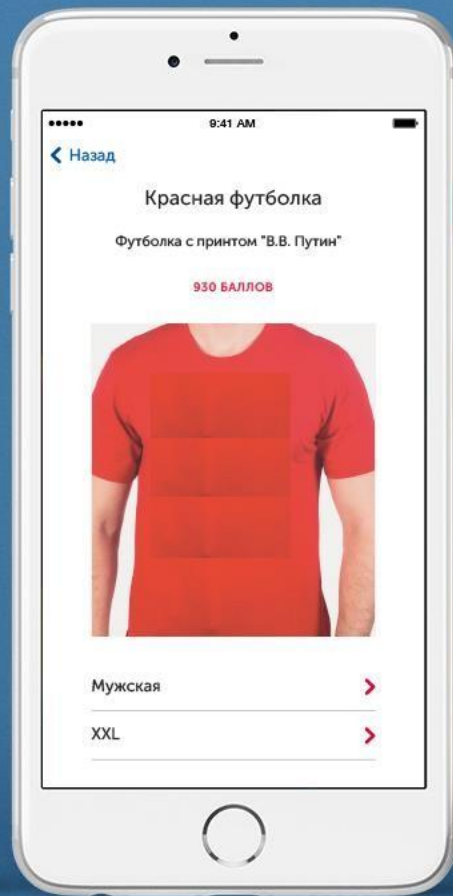 9:41 AM
Назад
Красная футболка
Футболка с принтом "В.В. Путин"
930 БАЛЛОВ
Мужская
XXL